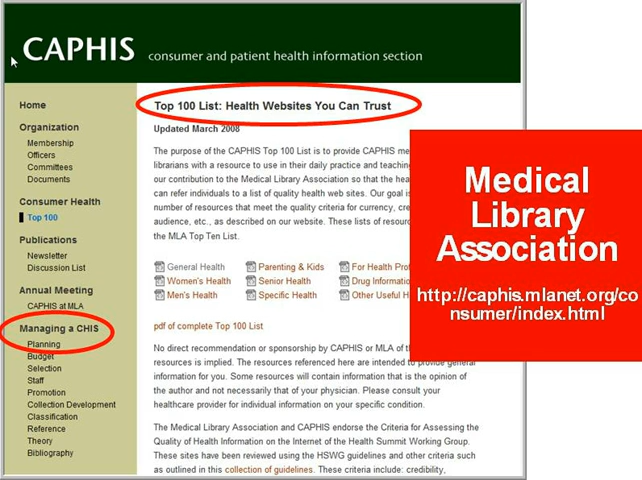 CAPHIS consumer and patient health information section
Home
Organization
Membership
Officers
Committees
Documents
Consumer Health
Top 100
Publications
Newsletter
Discussion List
Annual Meeting
CAPHIS at MLA
Managing a CHIS
Planning
Budget
Selection
Staff
Promotion
Collection Development
Classification
Reference
Theory
Bibliography
Top 100 List: Health Websites You Can Trust
Updated March 2008
The purpose of the CAPHIS Top 100 List is to provide CAPHIS
librarians with a resource to use in their daily practice and teaching
our contribution to the Medical Library Association so that the
can refer individuals to a list of quality health web sites. Our goal
number of resources that meet the quality criteria for currency,
audience, etc., as described on our website. These lists of
the MLA Top Ten List.
General Health Parenting & Kids For Health
Women's Health Senior Health Drug
Men's Health Specific Health Other Useful
pdf of complete Top 100 List
No direct recommendation or sponsorship by CAPHIS or MLA of
resources is implied. The resources referenced here are intended to provide general
information for you. Some resources will contain information that is the opinion of
the author and not necessarily that of your physician. Please consult your
healthcare provider for individual information on your specific condition.
The Medical Library Association and CAPHIS endorse the Criteria for Assessing the
Quality of Health Information on the Internet of the Health Summit Working Group.
These sites have been reviewed using the HSWG guidelines and other criteria such
as outlined in this collection of guidelines. These criteria include: credibility,
Medical
Library
Association
http://caphis.mlanet.org/co
nsumer/index.html